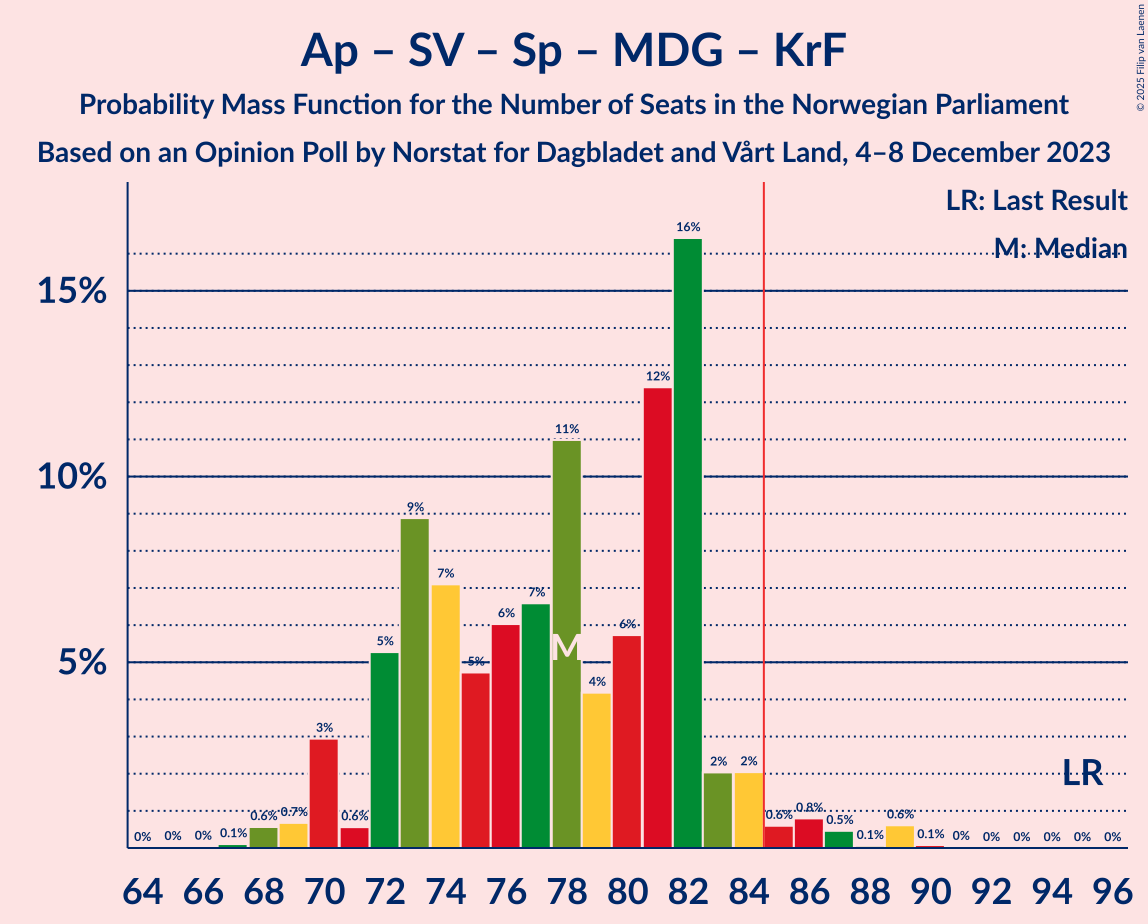 Ap – SV – Sp – MDG – KrF
Probability Mass Function for the Number of Seats in the Norwegian Parliament
Based on an Opinion Poll by Norstat for Dagbladet and Vårt Land, 4–8 December 2023
© 2025 Filip van Laenen
LR: Last Result
M: Median
15%
10%
5%
0% 0% 0% 0.1% 0.6% 0.7% 3% 0.6% 5% 9% 7% 5% 6% 7% 11% 4% 6% 12% 16% 2% 2% 0.6% 0.8% 0.5% 0.1% 0.6% 0.1% 0% 0% 0% 0% 0% 0%
M
LR
64 66 68 70 72 74 76 78 80 82 84 86 88 90 92 94 96